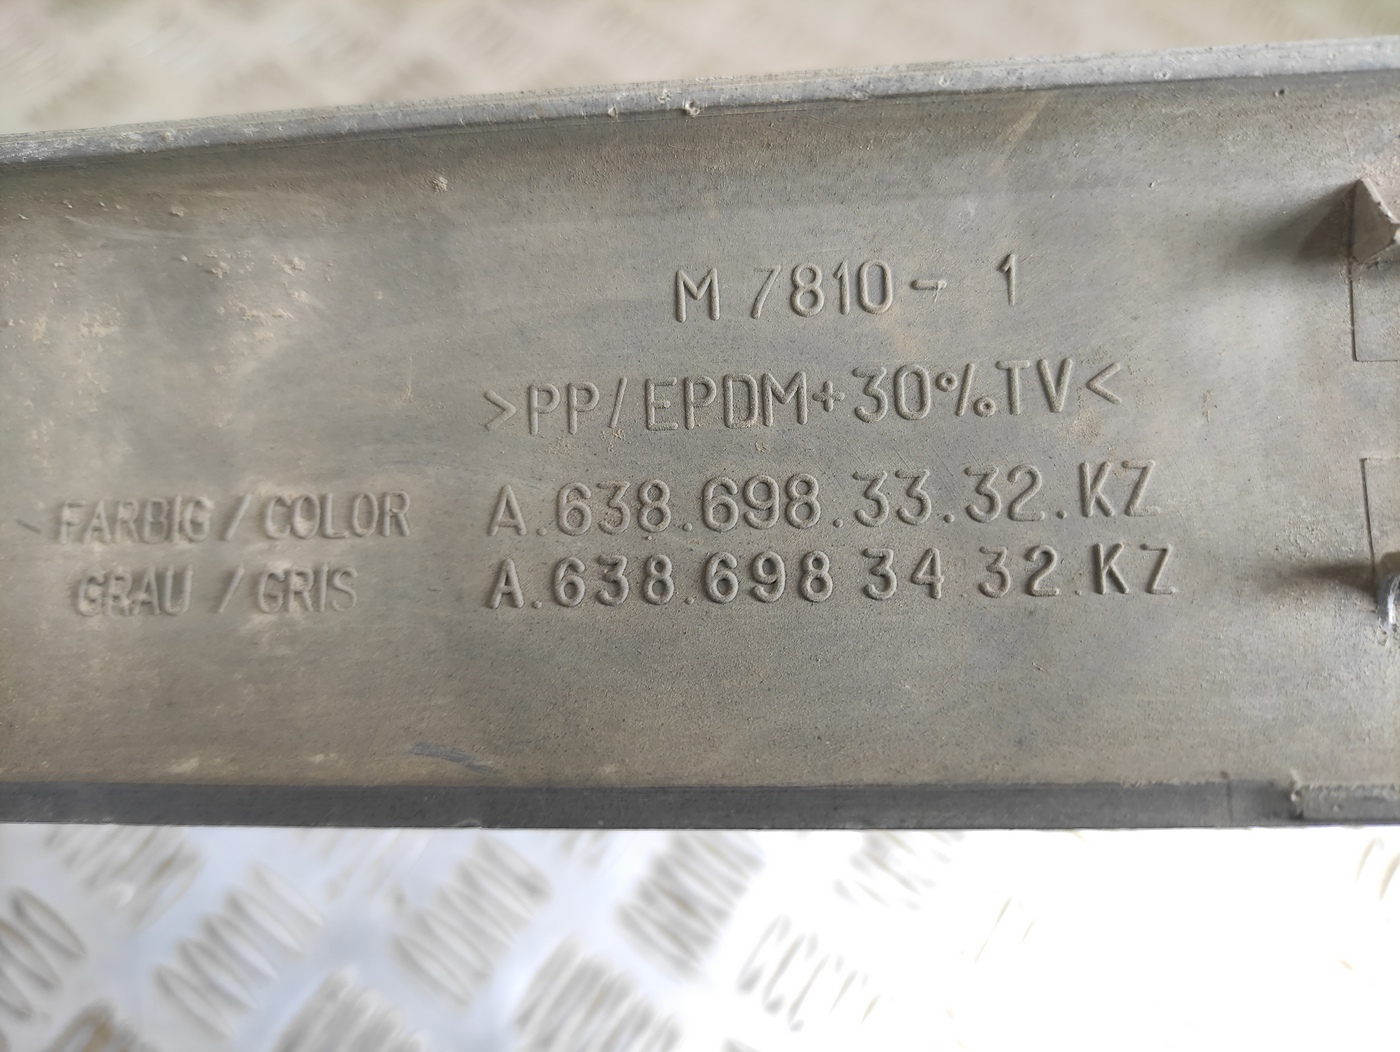 M 7810 - 1
>PP/EPDM+30%TV<
FARBIG / COLOR A.638.698.33.32.KZ
GRAU / GRIS A.638.698 34 32.KZ